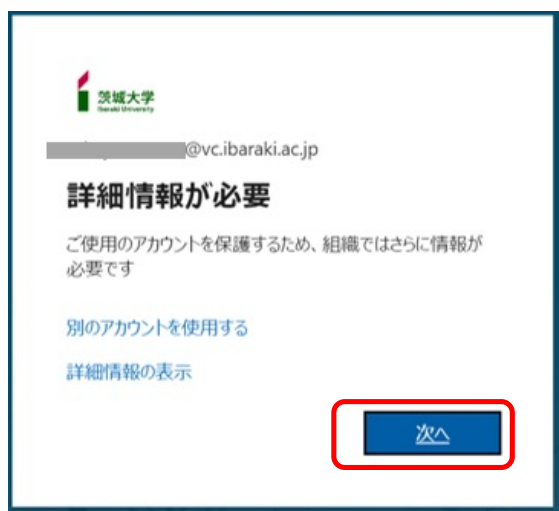 茨城大学
Ibaraki University
@vc.ibaraki.ac.jp
詳細情報が必要
ご使用のアカウントを保護するため、組織ではさらに情報が
必要です
別のアカウントを使用する
詳細情報の表示
次へ